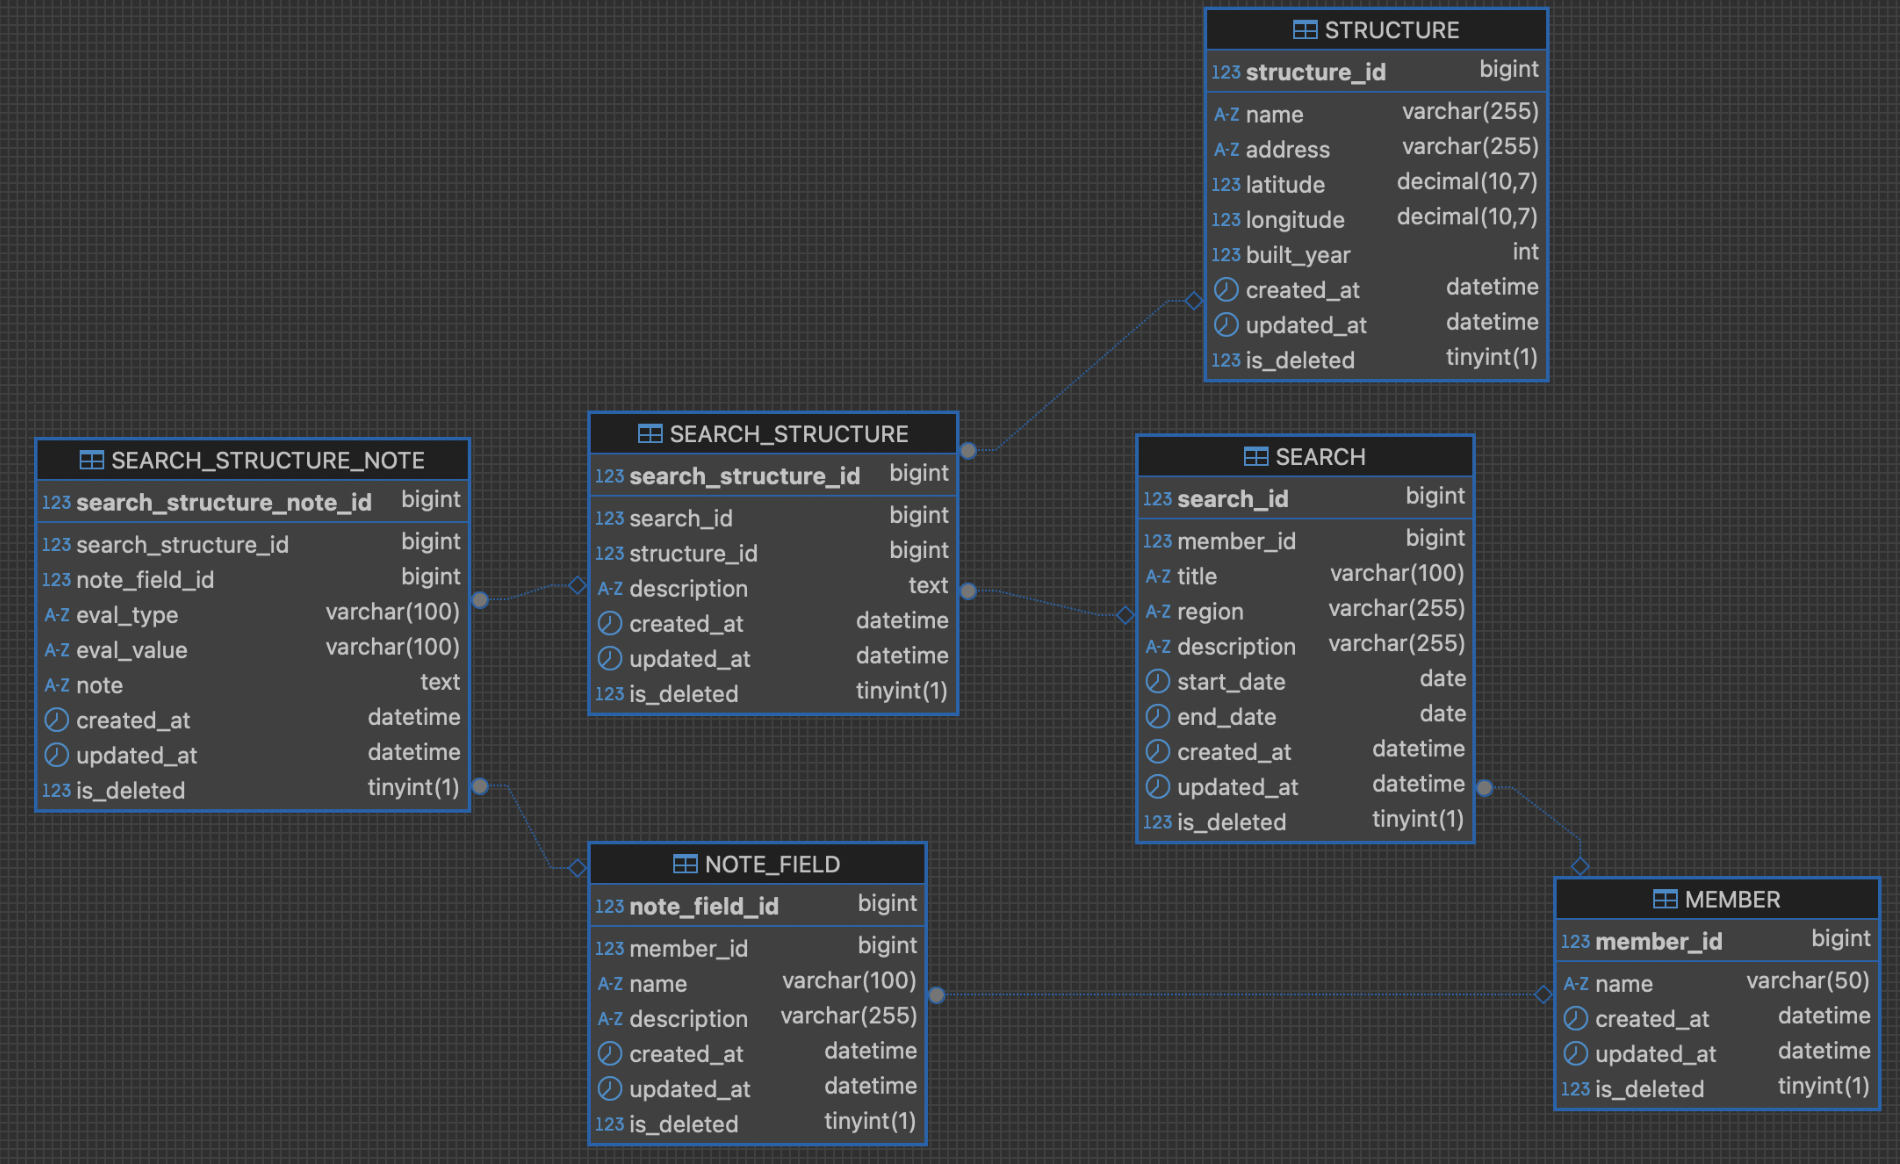 STRUCTURE
123 structure_id bigint
A-Z name varchar(255)
A-Z address varchar(255)
123 latitude decimal(10,7)
123 longitude decimal(10,7)
123 built_year int
created_at datetime
updated_at datetime
123 is_deleted tinyint(1)
SEARCH_STRUCTURE
123 search_structure_id bigint
123 search_id bigint
123 structure_id bigint
A-Z description text
created_at datetime
updated_at datetime
123 is_deleted tinyint(1)
SEARCH
123 search_id bigint
123 member_id bigint
A-Z title varchar(100)
A-Z region varchar(255)
A-Z description varchar(255)
start_date date
end_date date
created_at datetime
updated_at datetime
123 is_deleted tinyint(1)
SEARCH_STRUCTURE_NOTE
123 search_structure_note_id bigint
123 search_structure_id bigint
123 note_field_id bigint
A-Z eval_type varchar(100)
A-Z eval_value varchar(100)
A-Z note text
created_at datetime
updated_at datetime
123 is_deleted tinyint(1)
NOTE_FIELD
123 note_field_id bigint
123 member_id bigint
A-Z name varchar(100)
A-Z description varchar(255)
created_at datetime
updated_at datetime
123 is_deleted tinyint(1)
MEMBER
123 member_id bigint
A-Z name varchar(50)
created_at datetime
updated_at datetime
123 is_deleted tinyint(1)